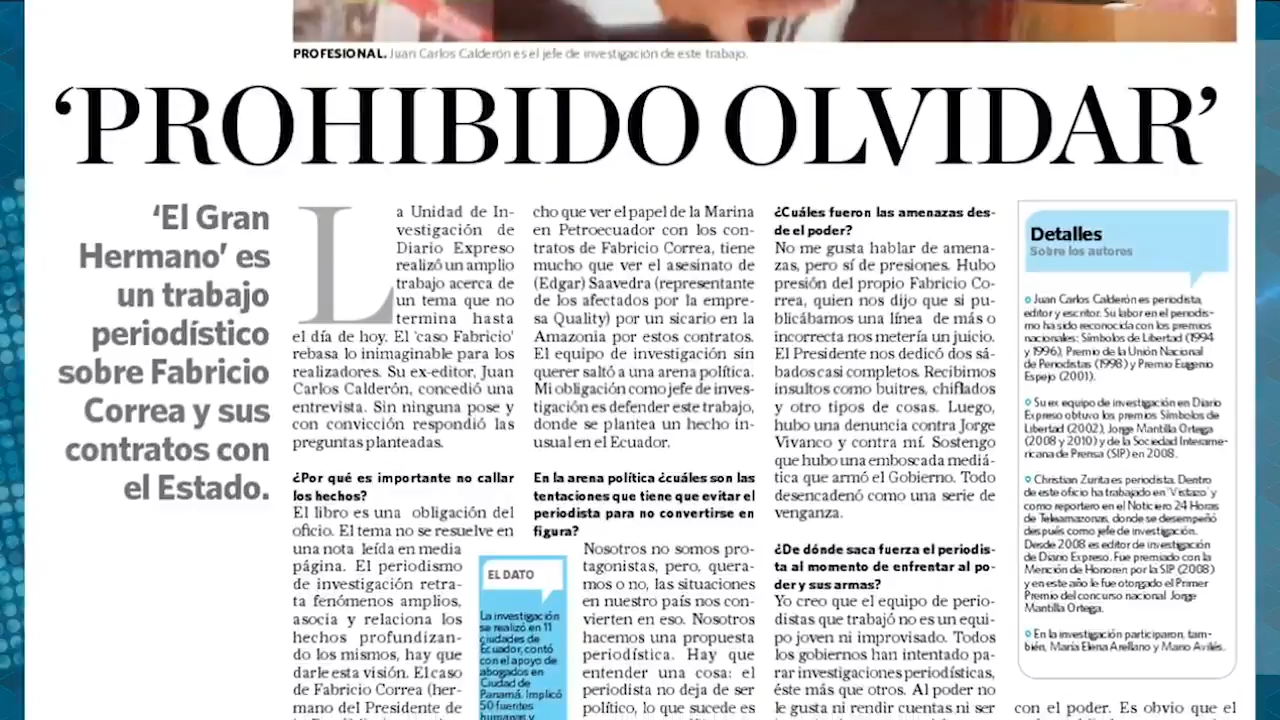 PROFESIONAL. Juan Carlos Calderón es el jefe de investigación de este trabajo.
‘PROHIBIDO OLVIDAR’
‘El Gran
Hermano’ es
un trabajo
periodístico
sobre Fabricio
Correa y sus
contratos con
el Estado.
La Unidad de In-
vestigación de
Diario Expreso
realizó un amplio
trabajo acerca de
un tema que no
termina hasta
el día de hoy. El ‘caso Fabricio’
rebasa lo inimaginable para los
realizadores. Su ex-editor, Juan
Carlos Calderón, concedió una
entrevista. Sin ninguna pose y
con convicción respondió las
preguntas planteadas.
¿Por qué es importante no callar
los hechos?
El libro es una obligación del
oficio. El tema no se resuelve en
una nota leída en media
página. El periodismo
de investigación retra-
ta fenómenos amplios,
asocia y relaciona los
hechos profundizan-
do los mismos, hay que
darle esta visión. El caso
de Fabricio Correa (her-
mano del Presidente de
EL DATO
La investigación
se realizó en 11
ciudades de
Ecuador, contó
con el apoyo de
abogados en
Ciudad de
Panamá. Implicó
50 fuentes
humanas y
cho que ver el papel de la Marina
en Petroecuador con los con-
tratos de Fabricio Correa, tiene
mucho que ver el asesinato de
(Edgar) Saavedra (representante
de los afectados por la empre-
sa Quality) por un sicario en la
Amazonia por estos contratos.
El equipo de investigación sin
querer saltó a una arena política.
Mi obligación como jefe de inves-
tigación es defender este trabajo,
donde se plantea un hecho in-
usual en el Ecuador.
En la arena política ¿cuáles son las
tentaciones que tiene que evitar el
periodista para no convertirse en
figura?
Nosotros no somos pro-
tagonistas, pero, quera-
mos o no, las situaciones
en nuestro país nos con-
vierten en eso. Nosotros
hacemos una propuesta
periodística. Hay que
entender una cosa: el
periodista no deja de ser
político, lo que sucede es
¿Cuáles fueron las amenazas des-
de el poder?
No me gusta hablar de amena-
zas, pero sí de presiones. Hubo
presión del propio Fabricio Co-
rrea, quien nos dijo que si pu-
blicábamos una línea de más o
incorrecta nos metería un juicio.
El Presidente nos dedicó dos sá-
bados casi completos. Recibimos
insultos como buitres, chiflados
y otro tipos de cosas. Luego,
hubo una denuncia contra Jorge
Vivanco y contra mí. Sostengo
que hubo una emboscada mediá-
tica que armó el Gobierno. Todo
desencadenó como una serie de
venganza.
¿De dónde saca fuerza el periodis-
ta al momento de enfrentar al po-
der y sus armas?
Yo creo que el equipo de perio-
distas que trabajó no es un equi-
po joven ni improvisado. Todos
los gobiernos han intentado pa-
rar investigaciones periodísticas,
éste más que otros. Al poder no
le gusta ni rendir cuentas ni ser
Detalles
Sobre los autores
Juan Carlos Calderón es periodista,
editor y escritor. Su labor en el periodis-
mo ha sido reconocida con los premios
nacionales: Símbolos de Libertad (1994
y 1996), Premio de la Unión Nacional
de Periodistas (1998) y Premio Eugenio
Espejo (2001).
Su ex equipo de investigación en Diario
Expreso obtuvo los premios Símbolos de
Libertad (2002), Jorge Mantilla Ortega
(2008 y 2010) y de la Sociedad Interame-
ricana de Prensa (SIP) en 2008.
Christian Zurita es periodista. Dentro
de este oficio ha trabajado en ‘Vistazo’ y
como reportero en el Noticiero 24 Horas
de Teleamazonas, donde se desempeñó
después como jefe de investigación.
Desde 2008 es editor de investigación
de Diario Expreso. Fue premiado con la
Mención de Honor en por la SIP (2008)
y en este año le fue otorgado el Primer
Premio del concurso nacional Jorge
Mantilla Ortega.
En la investigación participaron, tam-
bién, María Elena Arellano y Mario Avilés.
con el poder. Es obvio que el